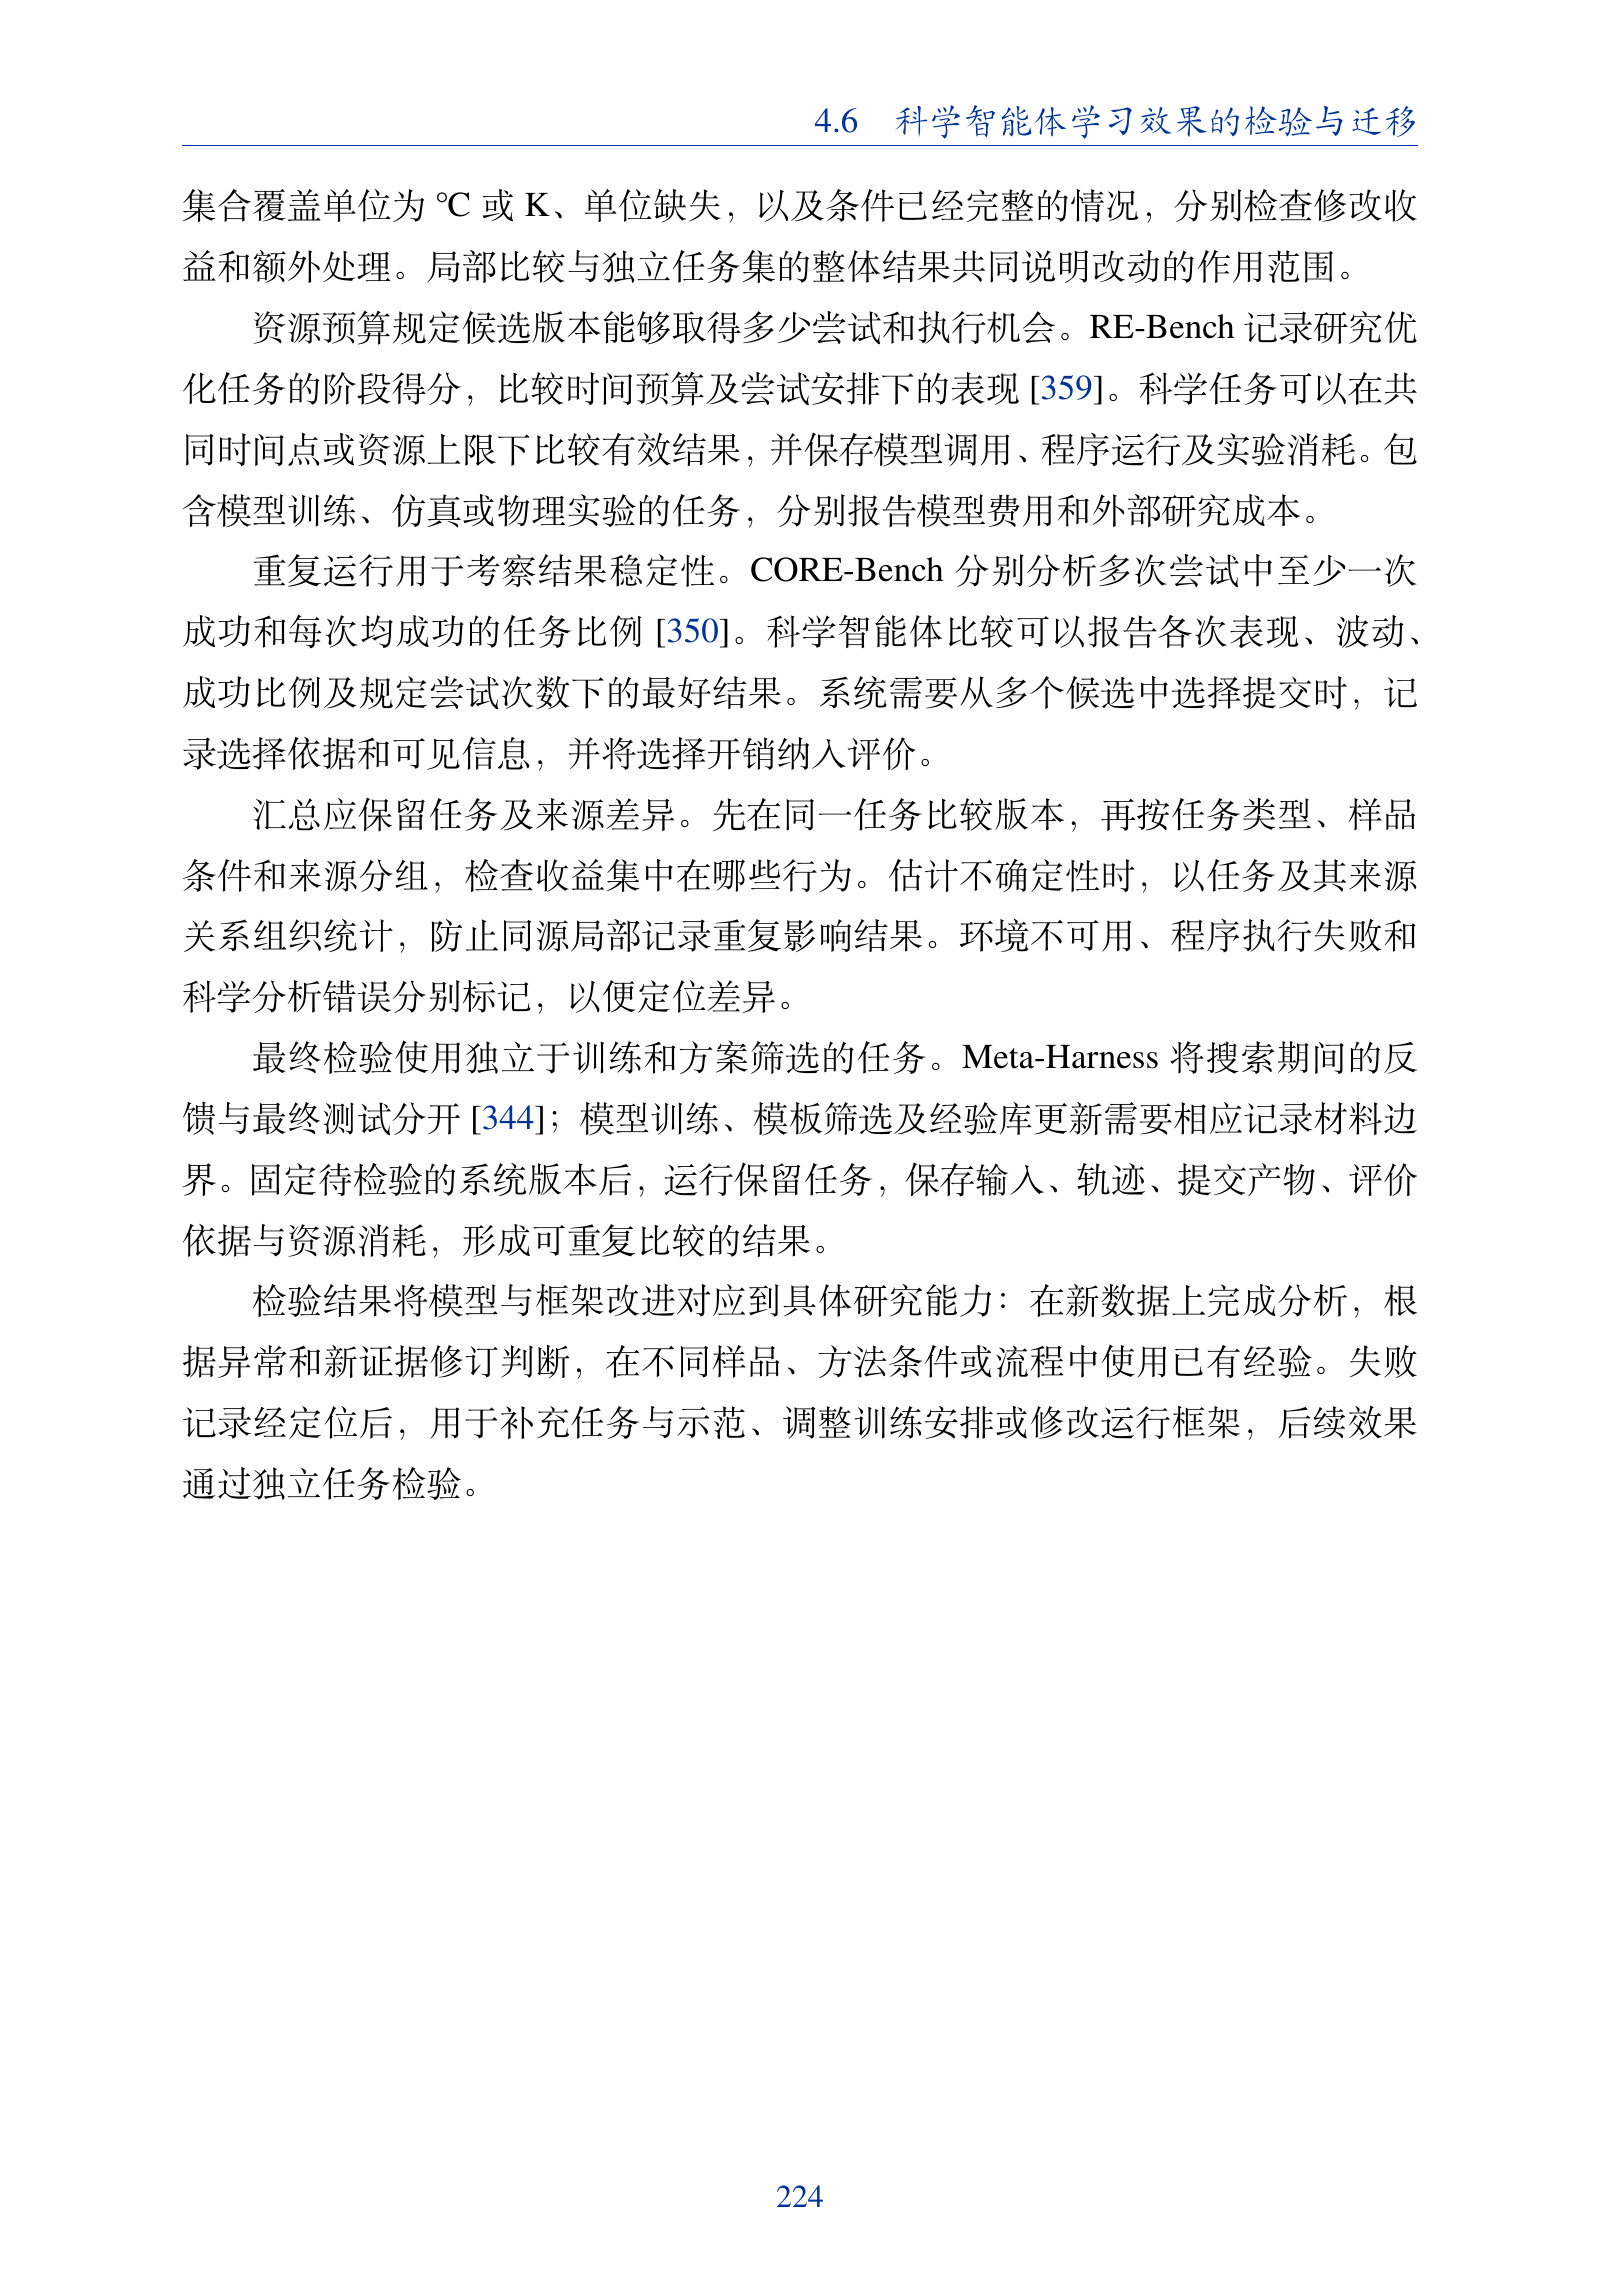 4.6 科学智能体学习效果的检验与迁移
集合覆盖单位为 ℃ 或 K、单位缺失，以及条件已经完整的情况，分别检查修改收
益和额外处理。局部比较与独立任务集的整体结果共同说明改动的作用范围。
资源预算规定候选版本能够取得多少尝试和执行机会。RE-Bench 记录研究优
化任务的阶段得分，比较时间预算及尝试安排下的表现 [359]。科学任务可以在共
同时间点或资源上限下比较有效结果，并保存模型调用、程序运行及实验消耗。包
含模型训练、仿真或物理实验的任务，分别报告模型费用和外部研究成本。
重复运行用于考察结果稳定性。CORE-Bench 分别分析多次尝试中至少一次
成功和每次均成功的任务比例 [350]。科学智能体比较可以报告各次表现、波动、
成功比例及规定尝试次数下的最好结果。系统需要从多个候选中选择提交时，记
录选择依据和可见信息，并将选择开销纳入评价。
汇总应保留任务及来源差异。先在同一任务比较版本，再按任务类型、样品
条件和来源分组，检查收益集中在哪些行为。估计不确定性时，以任务及其来源
关系组织统计，防止同源局部记录重复影响结果。环境不可用、程序执行失败和
科学分析错误分别标记，以便定位差异。
最终检验使用独立于训练和方案筛选的任务。Meta-Harness 将搜索期间的反
馈与最终测试分开 [344]；模型训练、模板筛选及经验库更新需要相应记录材料边
界。固定待检验的系统版本后，运行保留任务，保存输入、轨迹、提交产物、评价
依据与资源消耗，形成可重复比较的结果。
检验结果将模型与框架改进对应到具体研究能力：在新数据上完成分析，根
据异常和新证据修订判断，在不同样品、方法条件或流程中使用已有经验。失败
记录经定位后，用于补充任务与示范、调整训练安排或修改运行框架，后续效果
通过独立任务检验。
224